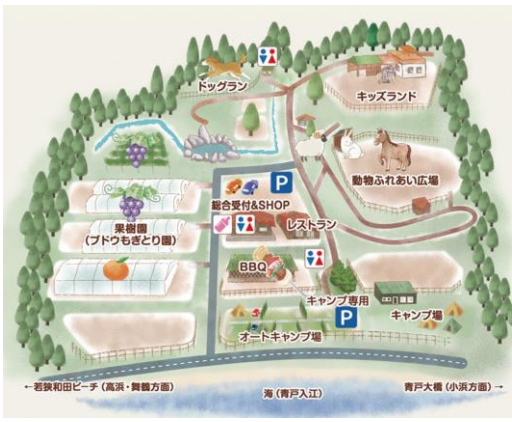 ドッグラン
キッズランド
動物ふれあい広場
P
総合受付&SHOP
レストラン
果樹園
(ブドウもぎとり園)
BBQ
キャンプ専用
P
キャンプ場
オートキャンプ場
←若狭和田ビーチ(高浜・舞鶴方面)
海(青戸入江)
青戸大橋(小浜方面)→